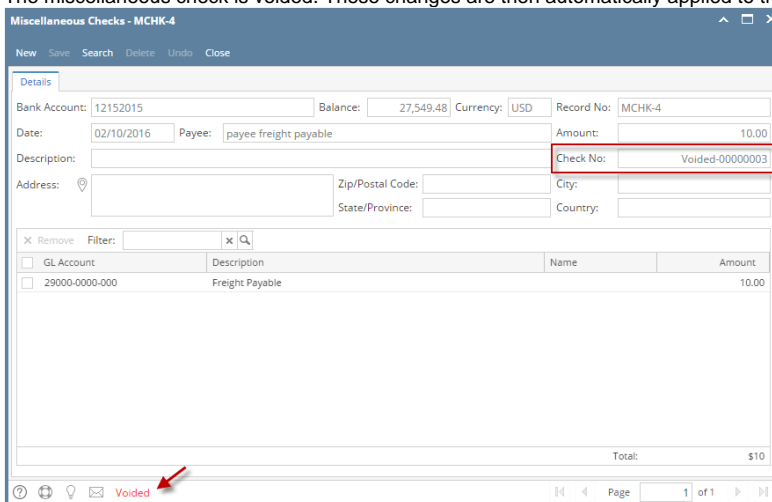 The miscellaneous check is voided. These changes are then automatically applied to th
Miscellaneous Checks - MCHK-4
New Save Search Delete Undo Close
Details
Bank Account: 12152015 Balance: 27,549.48 Currency: USD Record No: MCHK-4
Date: 02/10/2016 Payee: payee freight payable Amount: 10.00
Description: Check No: Voided-00000003
Address: Zip/Postal Code: City:
State/Province: Country:
Remove Filter:
GL Account Description Name Amount
29000-0000-000 Freight Payable 10.00
Total: $10
Voided Page 1 of 1